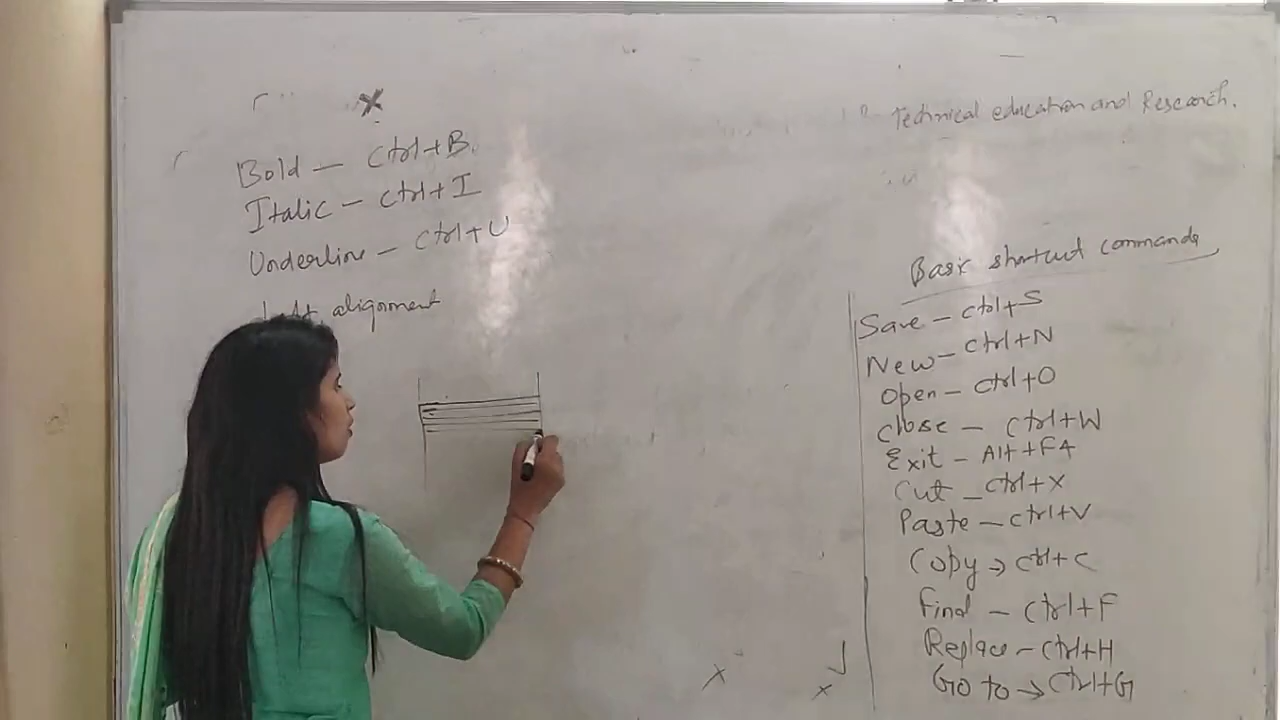 Bold — Ctrl+B.
Italic – Ctrl+I
Underline – Ctrl+U
Left alignment
Technical education and Research.
Basic shortcut commands
Save – Ctrl+S
New – Ctrl+N
Open – Ctrl+O
Close – Ctrl+W
Exit – Alt+F4
Cut – Ctrl+X
Paste – Ctrl+V
Copy → Ctrl+C
Find – Ctrl+F
Replace – Ctrl+H
Go to → Ctrl+G